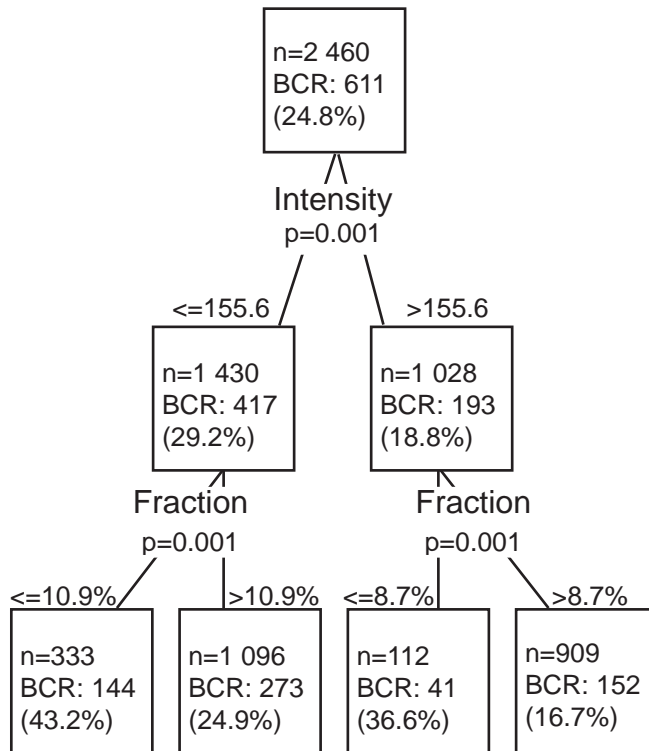 n=2 460
BCR: 611
(24.8%)
Intensity
p=0.001
<=155.6
>155.6
n=1 430
BCR: 417
(29.2%)
n=1 028
BCR: 193
(18.8%)
Fraction
p=0.001
Fraction
p=0.001
<=10.9%
>10.9%
<=8.7%
>8.7%
n=333
BCR: 144
(43.2%)
n=1 096
BCR: 273
(24.9%)
n=112
BCR: 41
(36.6%)
n=909
BCR: 152
(16.7%)